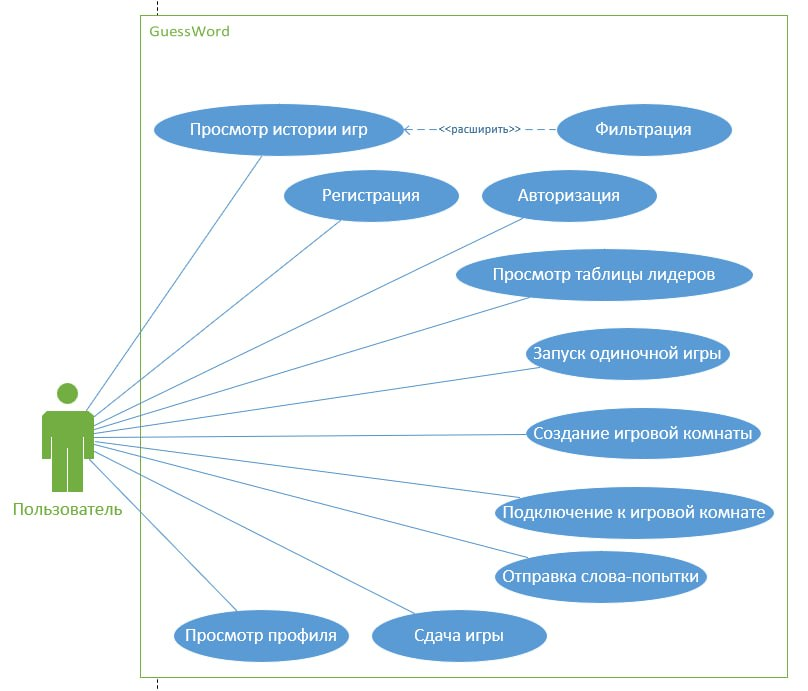 GuessWord
Просмотр истории игр
<<расширить>>
Фильтрация
Регистрация
Авторизация
Просмотр таблицы лидеров
Запуск одиночной игры
Создание игровой комнаты
Подключение к игровой комнате
Пользователь
Отправка слова-попытки
Просмотр профиля
Сдача игры